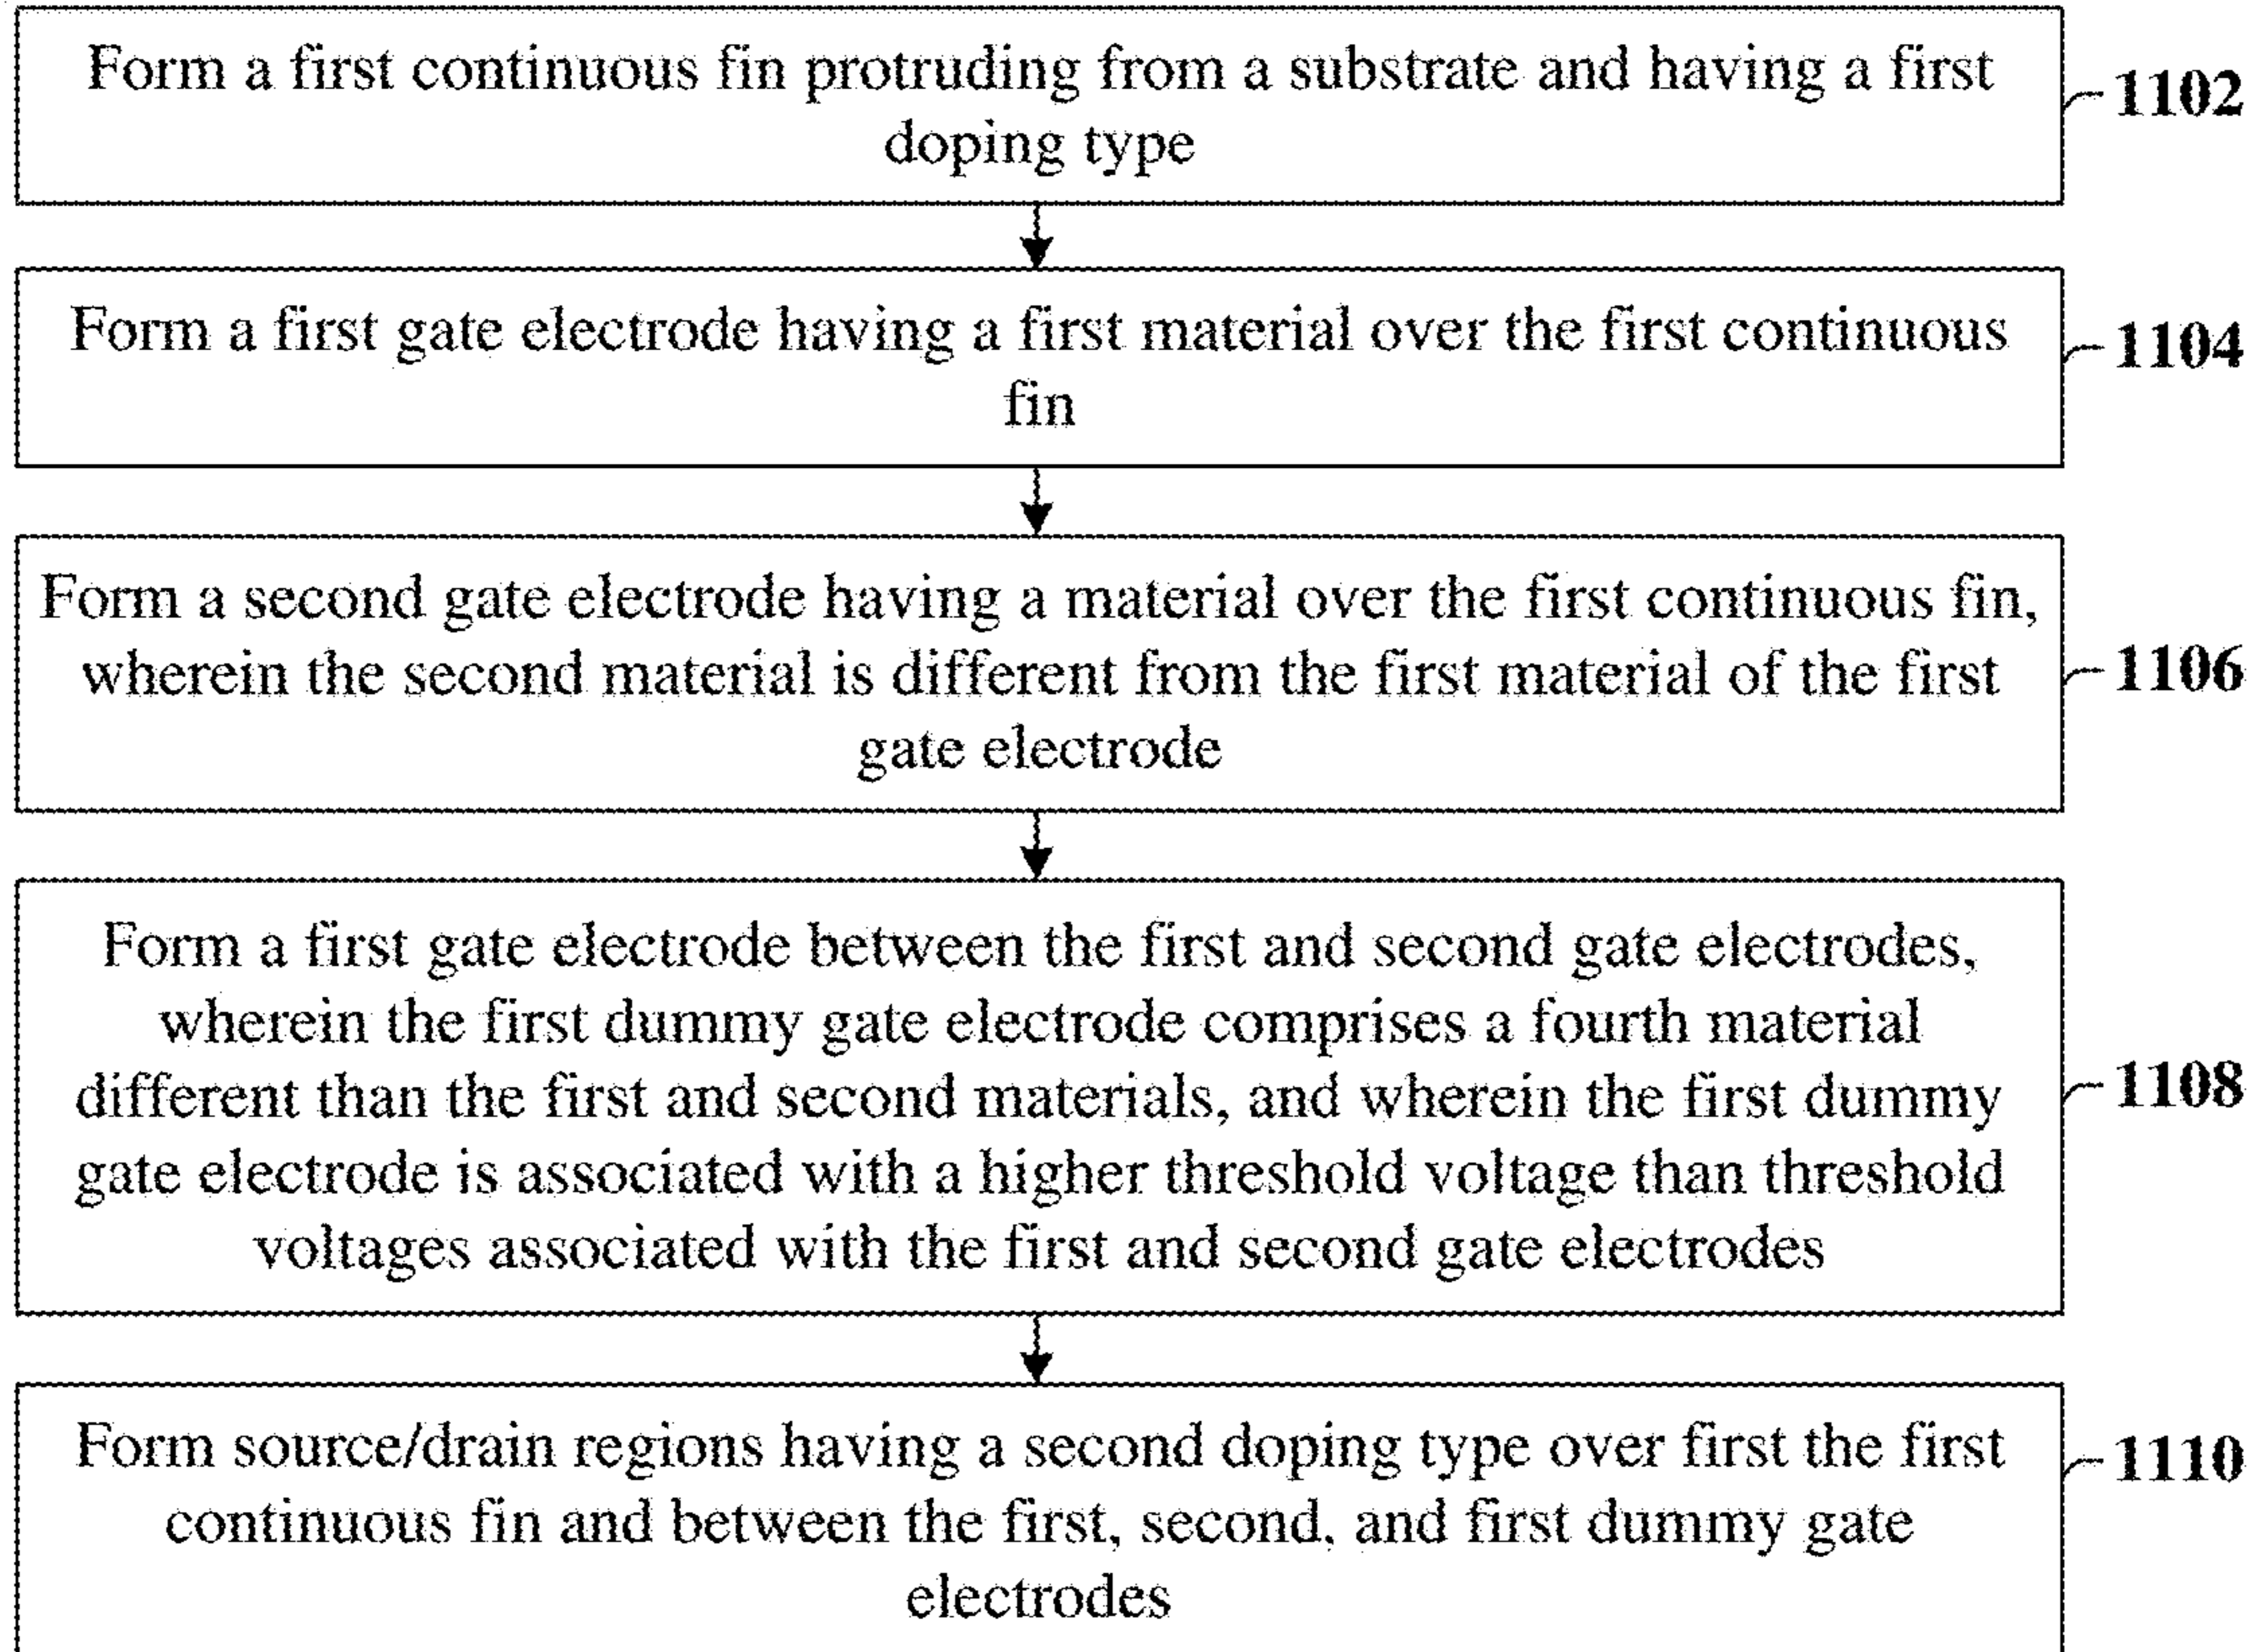 Form a first continuous fin protruding from a substrate and having a first
doping type
1102
Form a first gate electrode having a first material over the first continuous
fin
1104
Form a second gate electrode having a material over the first continuous fin,
wherein the second material is different from the first material of the first
gate electrode
1106
Form a first gate electrode between the first and second gate electrodes,
wherein the first dummy gate electrode comprises a fourth material
different than the first and second materials, and wherein the first dummy
gate electrode is associated with a higher threshold voltage than threshold
voltages associated with the first and second gate electrodes
1108
Form source/drain regions having a second doping type over first the first
continuous fin and between the first, second, and first dummy gate
electrodes
1110